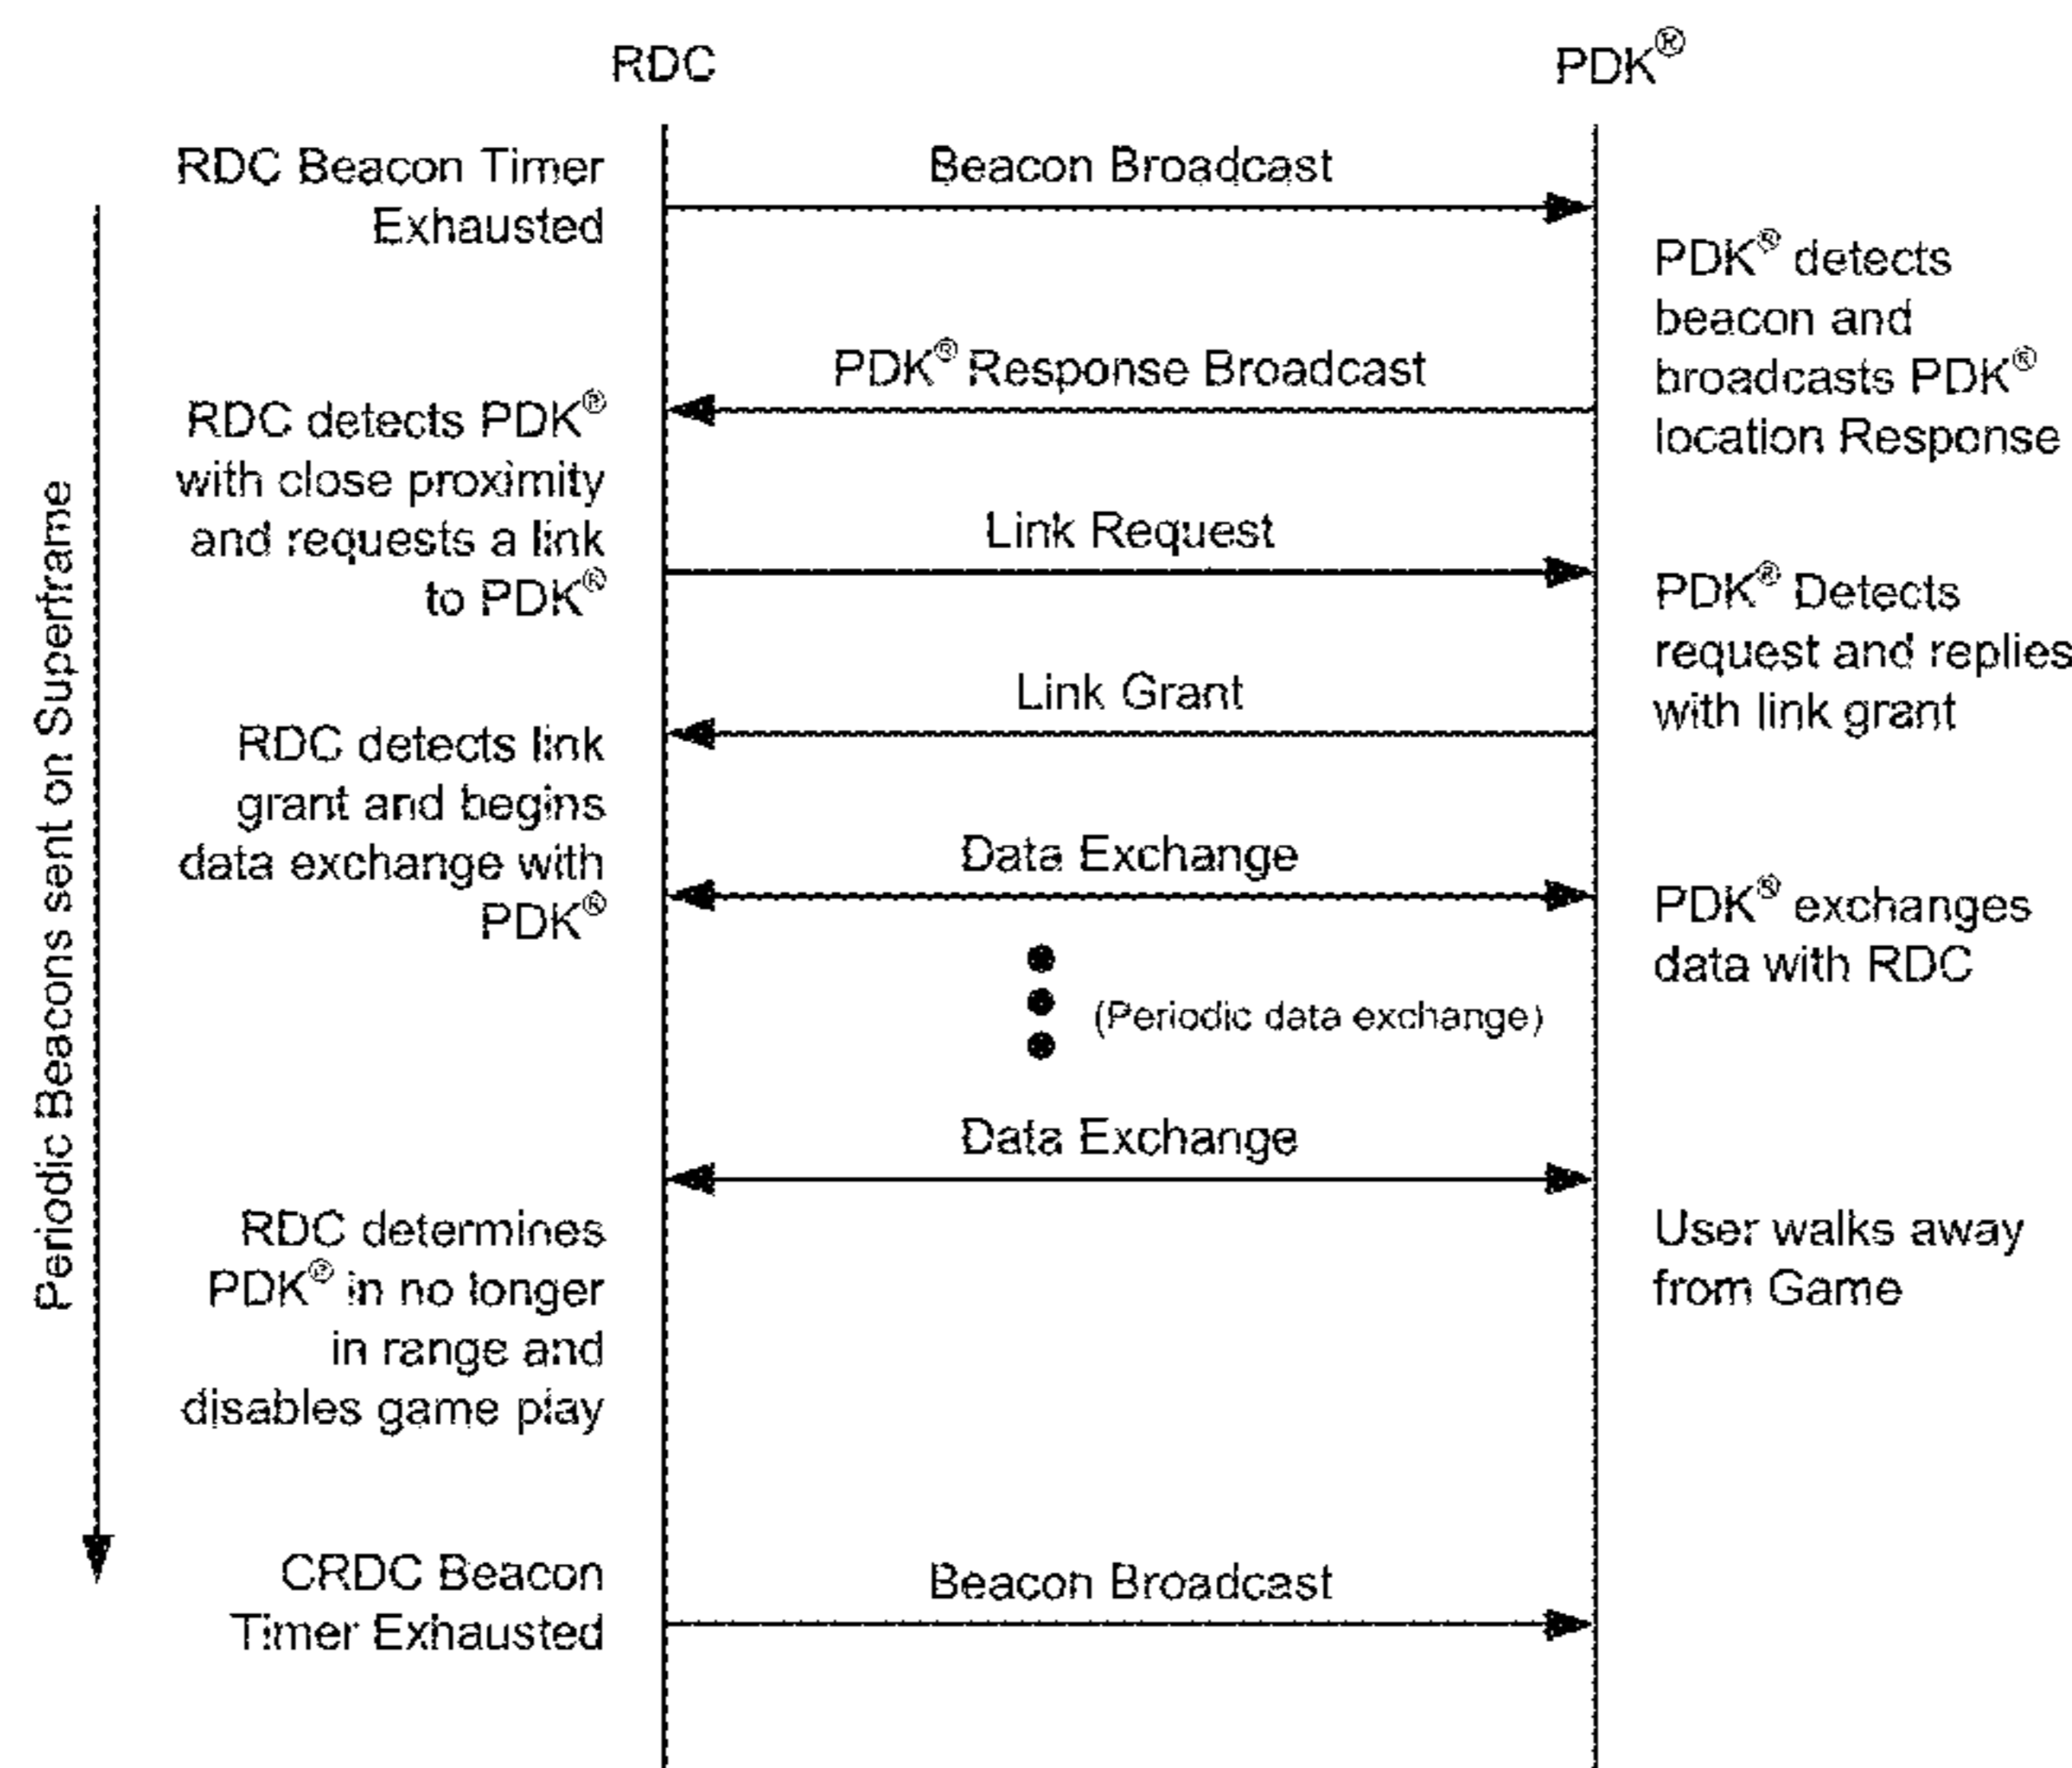 RDC
PDK®
RDC Beacon Timer
Exhausted
Beacon Broadcast
PDK® detects
beacon and
broadcasts PDK®
location Response
PDK® Response Broadcast
RDC detects PDK®
with close proximity
and requests a link
to PDK®
Link Request
PDK® Detects
request and replies
with link grant
Link Grant
RDC detects link
grant and begins
data exchange with
PDK®
Data Exchange
PDK® exchanges
data with RDC
(Periodic data exchange)
Data Exchange
RDC determines
PDK® in no longer
in range and
disables game play
User walks away
from Game
CRDC Beacon
Timer Exhausted
Beacon Broadcast
Periodic Beacons sent on Superframe